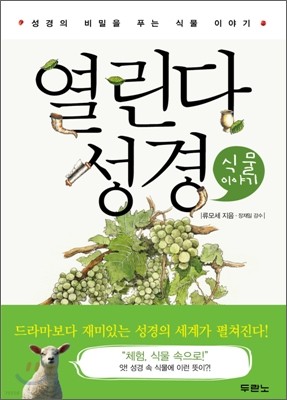 성경의 비밀을 푸는 식물 이야기
열린다
성경
식물
이야기
|류모세 지음 · 정재일 감수|
드라마보다 재미있는 성경의 세계가 펼쳐진다!
"체험, 식물 속으로!"
앗! 성경 속 식물에 이런 뜻이?!
두란노